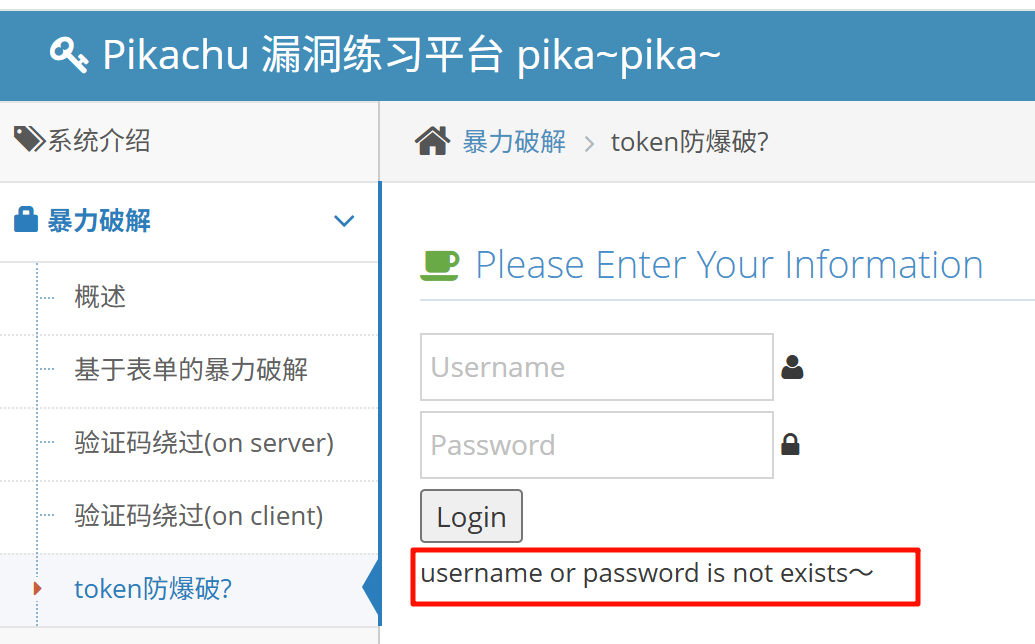 Pikachu 漏洞练习平台 pika~pika~
系统介绍
暴力破解 token防爆破?
暴力破解
概述
基于表单的暴力破解
验证码绕过(on server)
验证码绕过(on client)
token防爆破?
Please Enter Your Information
Username
Password
Login
username or password is not exists～